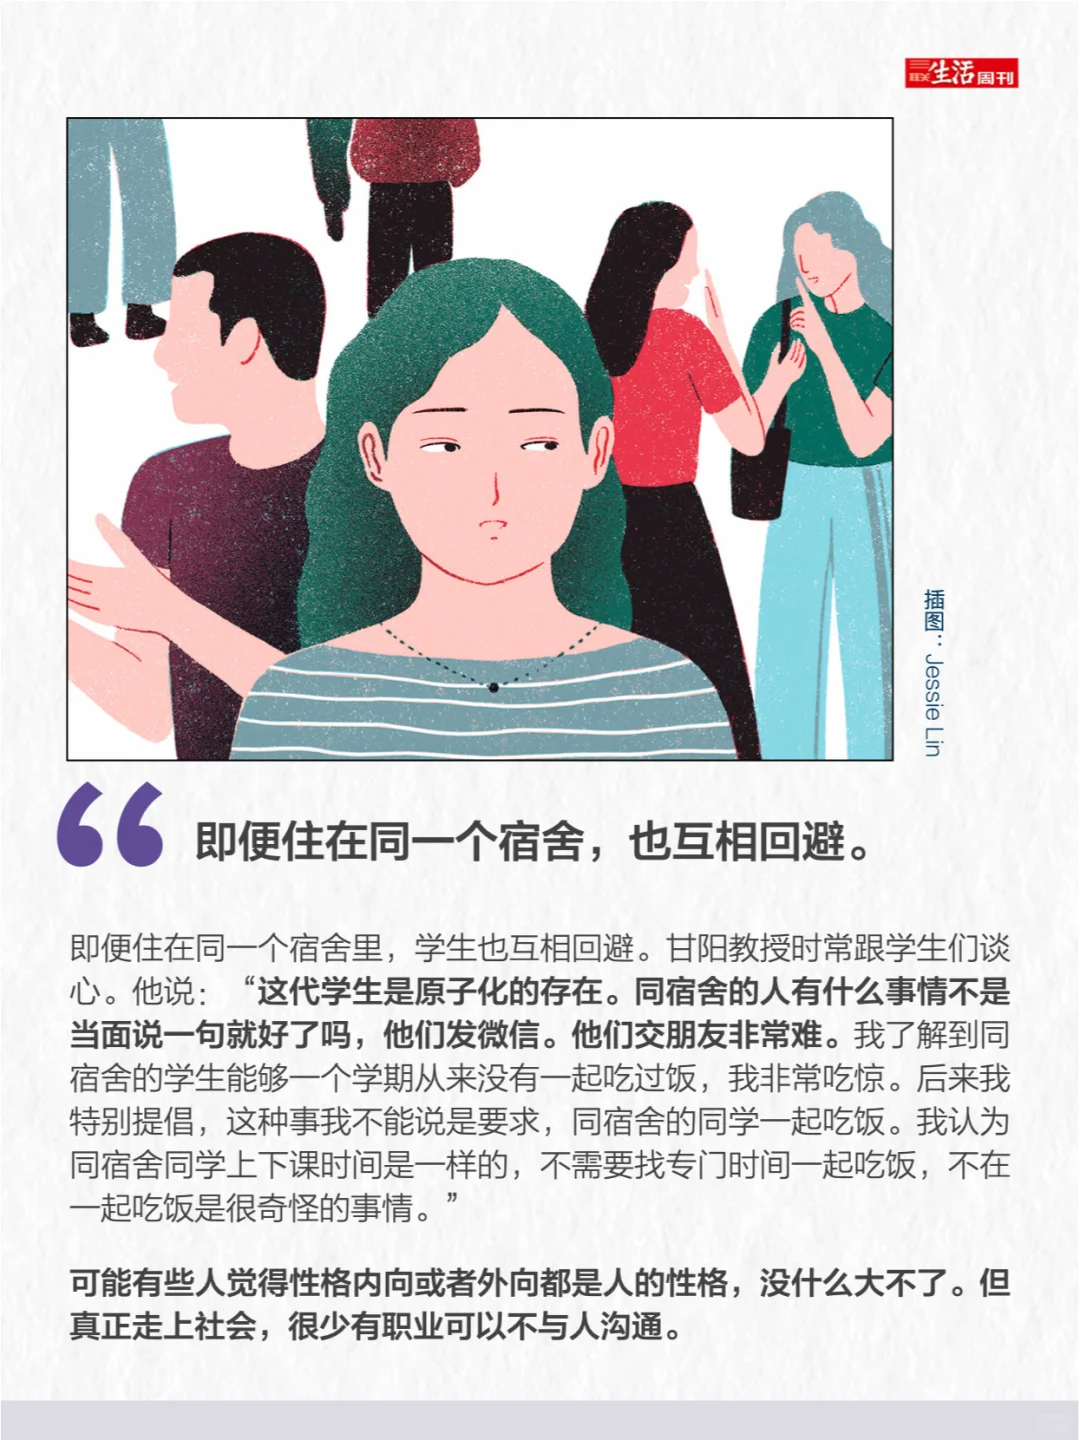 三联生活周刊
插图：Jessie Lin
“即便住在同一个宿舍，也互相回避。
即便住在同一个宿舍里，学生也互相回避。甘阳教授时常跟学生们谈
心。他说：“这代学生是原子化的存在。同宿舍的人有什么事情不是
当面说一句就好了吗，他们发微信。他们交朋友非常难。我了解到同
宿舍的学生能够一个学期从来没有一起吃过饭，我非常吃惊。后来我
特别提倡，这种事我不能说是要求，同宿舍的同学一起吃饭。我认为
同宿舍同学上下课时间是一样的，不需要找专门时间一起吃饭，不在
一起吃饭是很奇怪的事情。”
可能有些人觉得性格内向或者外向都是人的性格，没什么大不了。但
真正走上社会，很少有职业可以不与人沟通。